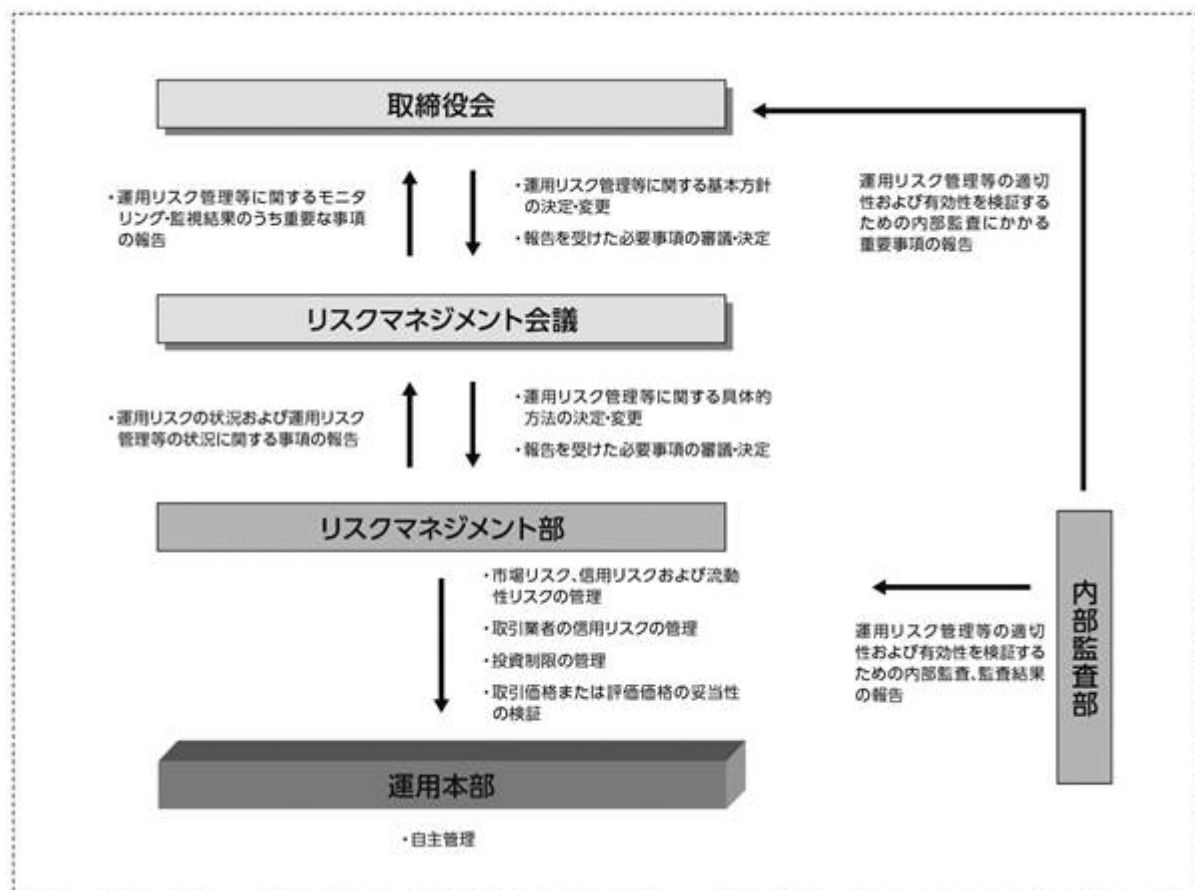 取締役会
・運用リスク管理等に関するモニタ
リング・監視結果のうち重要な事項
の報告
・運用リスク管理等に関する基本方針
の決定・変更
・報告を受けた必要事項の審議・決定
運用リスク管理等の適切
性および有効性を検証する
ための内部監査にかかる
重要事項の報告
リスクマネジメント会議
・運用リスクの状況および運用リスク
管理等の状況に関する事項の報告
・運用リスク管理等に関する具体的
方法の決定・変更
・報告を受けた必要事項の審議・決定
リスクマネジメント部
・市場リスク、信用リスクおよび流動
性リスクの管理
・取引業者の信用リスクの管理
・投資制限の管理
・取引価格または評価価格の妥当性
の検証
運用リスク管理等の適切
性および有効性を検証する
ための内部監査、監査結果
の報告
内部監査部
運用本部
・自主管理